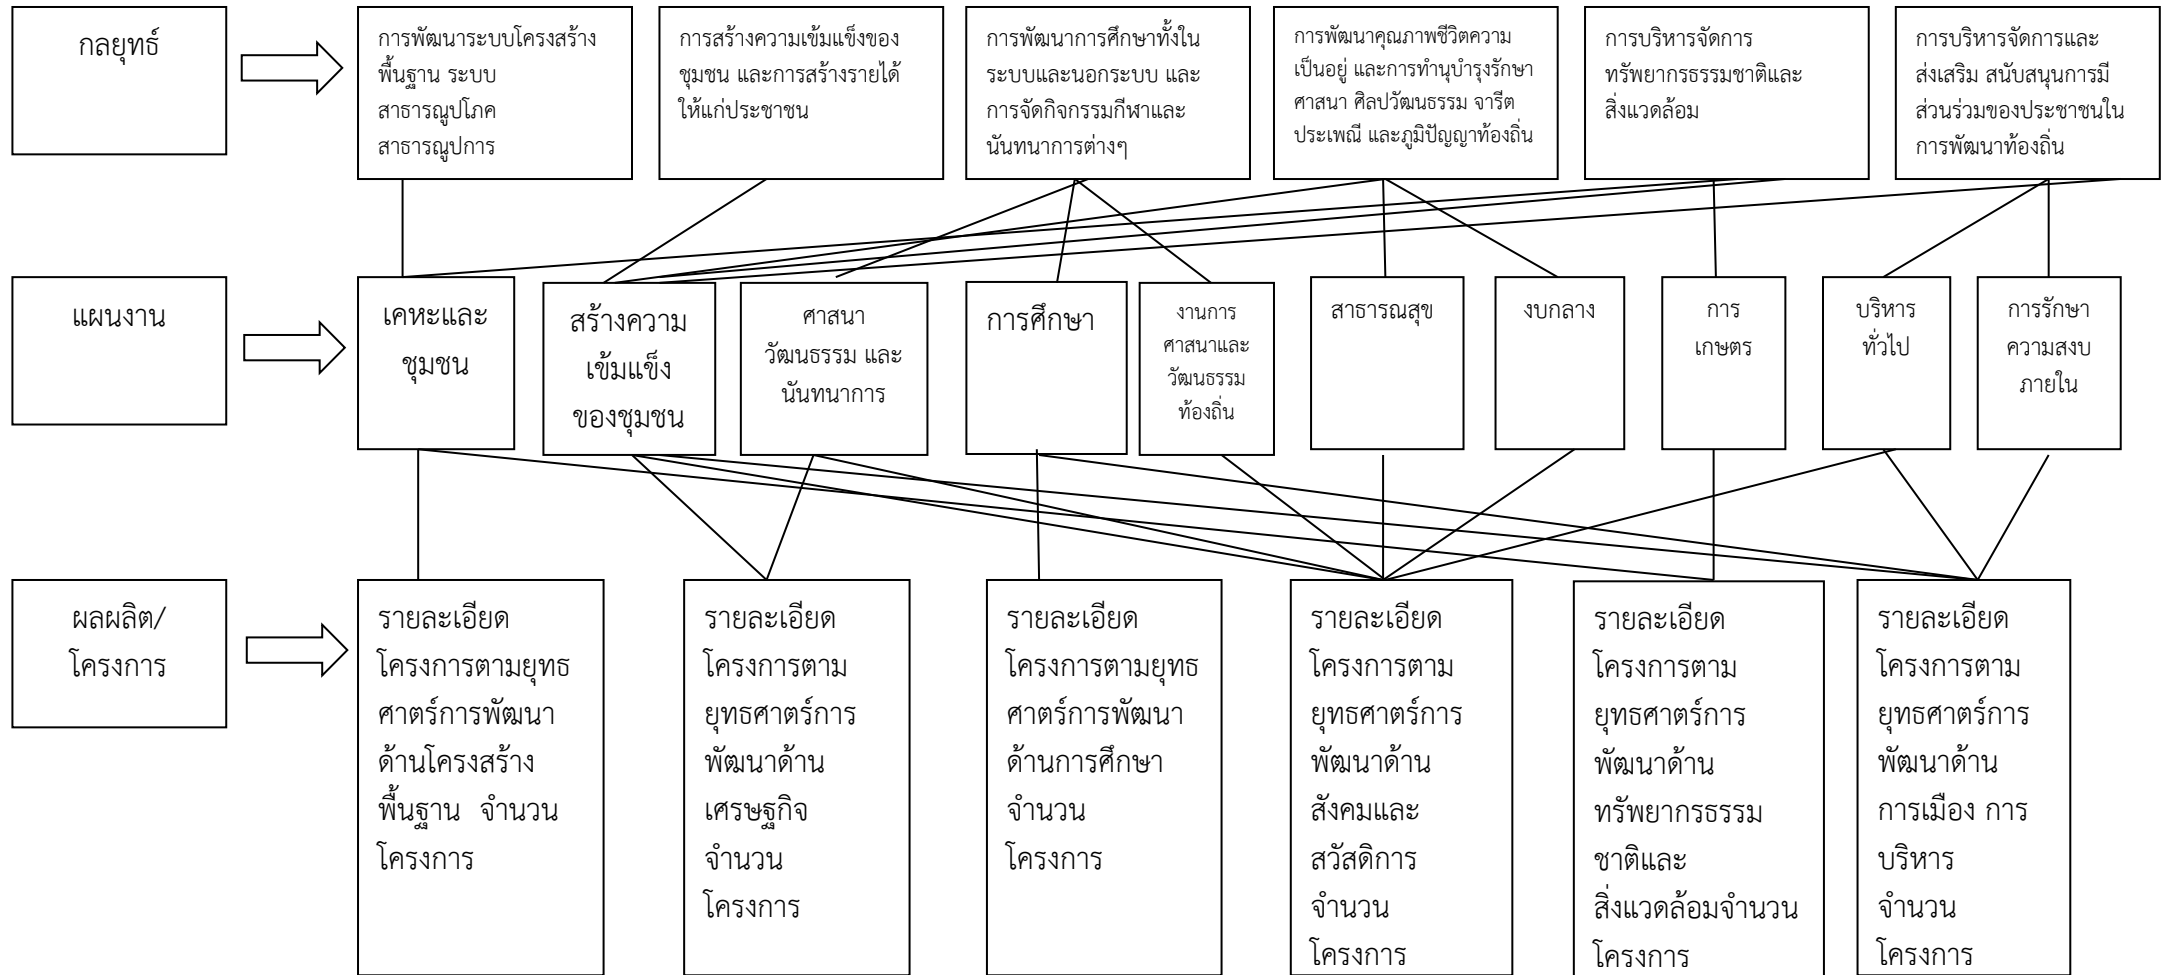 กลยุทธ์
การพัฒนาระบบโครงสร้าง
พื้นฐาน ระบบ
สาธารณูปโภค
สาธารณูปการ
การสร้างความเข้มแข็งของ
ชุมชน และการสร้างรายได้
ให้แก่ประชาชน
การพัฒนาการศึกษาทั้งใน
ระบบและนอกระบบ และ
การจัดกิจกรรมกีฬาและ
นันทนาการต่างๆ
การพัฒนาคุณภาพชีวิตความ
เป็นอยู่ และการทำนุบำรุงรักษา
ศาสนา ศิลปวัฒนธรรม จารีต
ประเพณี และภูมิปัญญาท้องถิ่น
การบริหารจัดการ
ทรัพยากรธรรมชาติและ
สิ่งแวดล้อม
การบริหารจัดการและ
ส่งเสริม สนับสนุนการมี
ส่วนร่วมของประชาชนใน
การพัฒนาท้องถิ่น
แผนงาน
เคหะและ
ชุมชน
สร้างความ
เข้มแข็ง
ของชุมชน
ศาสนา
วัฒนธรรม และ
นันทนาการ
การศึกษา
งานการ
ศาสนาและ
วัฒนธรรม
ท้องถิ่น
สาธารณสุข
งบกลาง
การ
เกษตร
บริหาร
ทั่วไป
การรักษา
ความสงบ
ภายใน
ผลผลิต/
โครงการ
รายละเอียด
โครงการตามยุทธ
ศาตร์การพัฒนา
ด้านโครงสร้าง
พื้นฐาน จำนวน
โครงการ
รายละเอียด
โครงการตาม
ยุทธศาตร์การ
พัฒนาด้าน
เศรษฐกิจ
จำนวน
โครงการ
รายละเอียด
โครงการตามยุทธ
ศาตร์การพัฒนา
ด้านการศึกษา
จำนวน
โครงการ
รายละเอียด
โครงการตาม
ยุทธศาตร์การ
พัฒนาด้าน
สังคมและ
สวัสดิการ
จำนวน
โครงการ
รายละเอียด
โครงการตาม
ยุทธศาตร์การ
พัฒนาด้าน
ทรัพยากรธรรม
ชาติและ
สิ่งแวดล้อมจำนวน
โครงการ
รายละเอียด
โครงการตาม
ยุทธศาตร์การ
พัฒนาด้าน
การเมือง การ
บริหาร
จำนวน
โครงการ